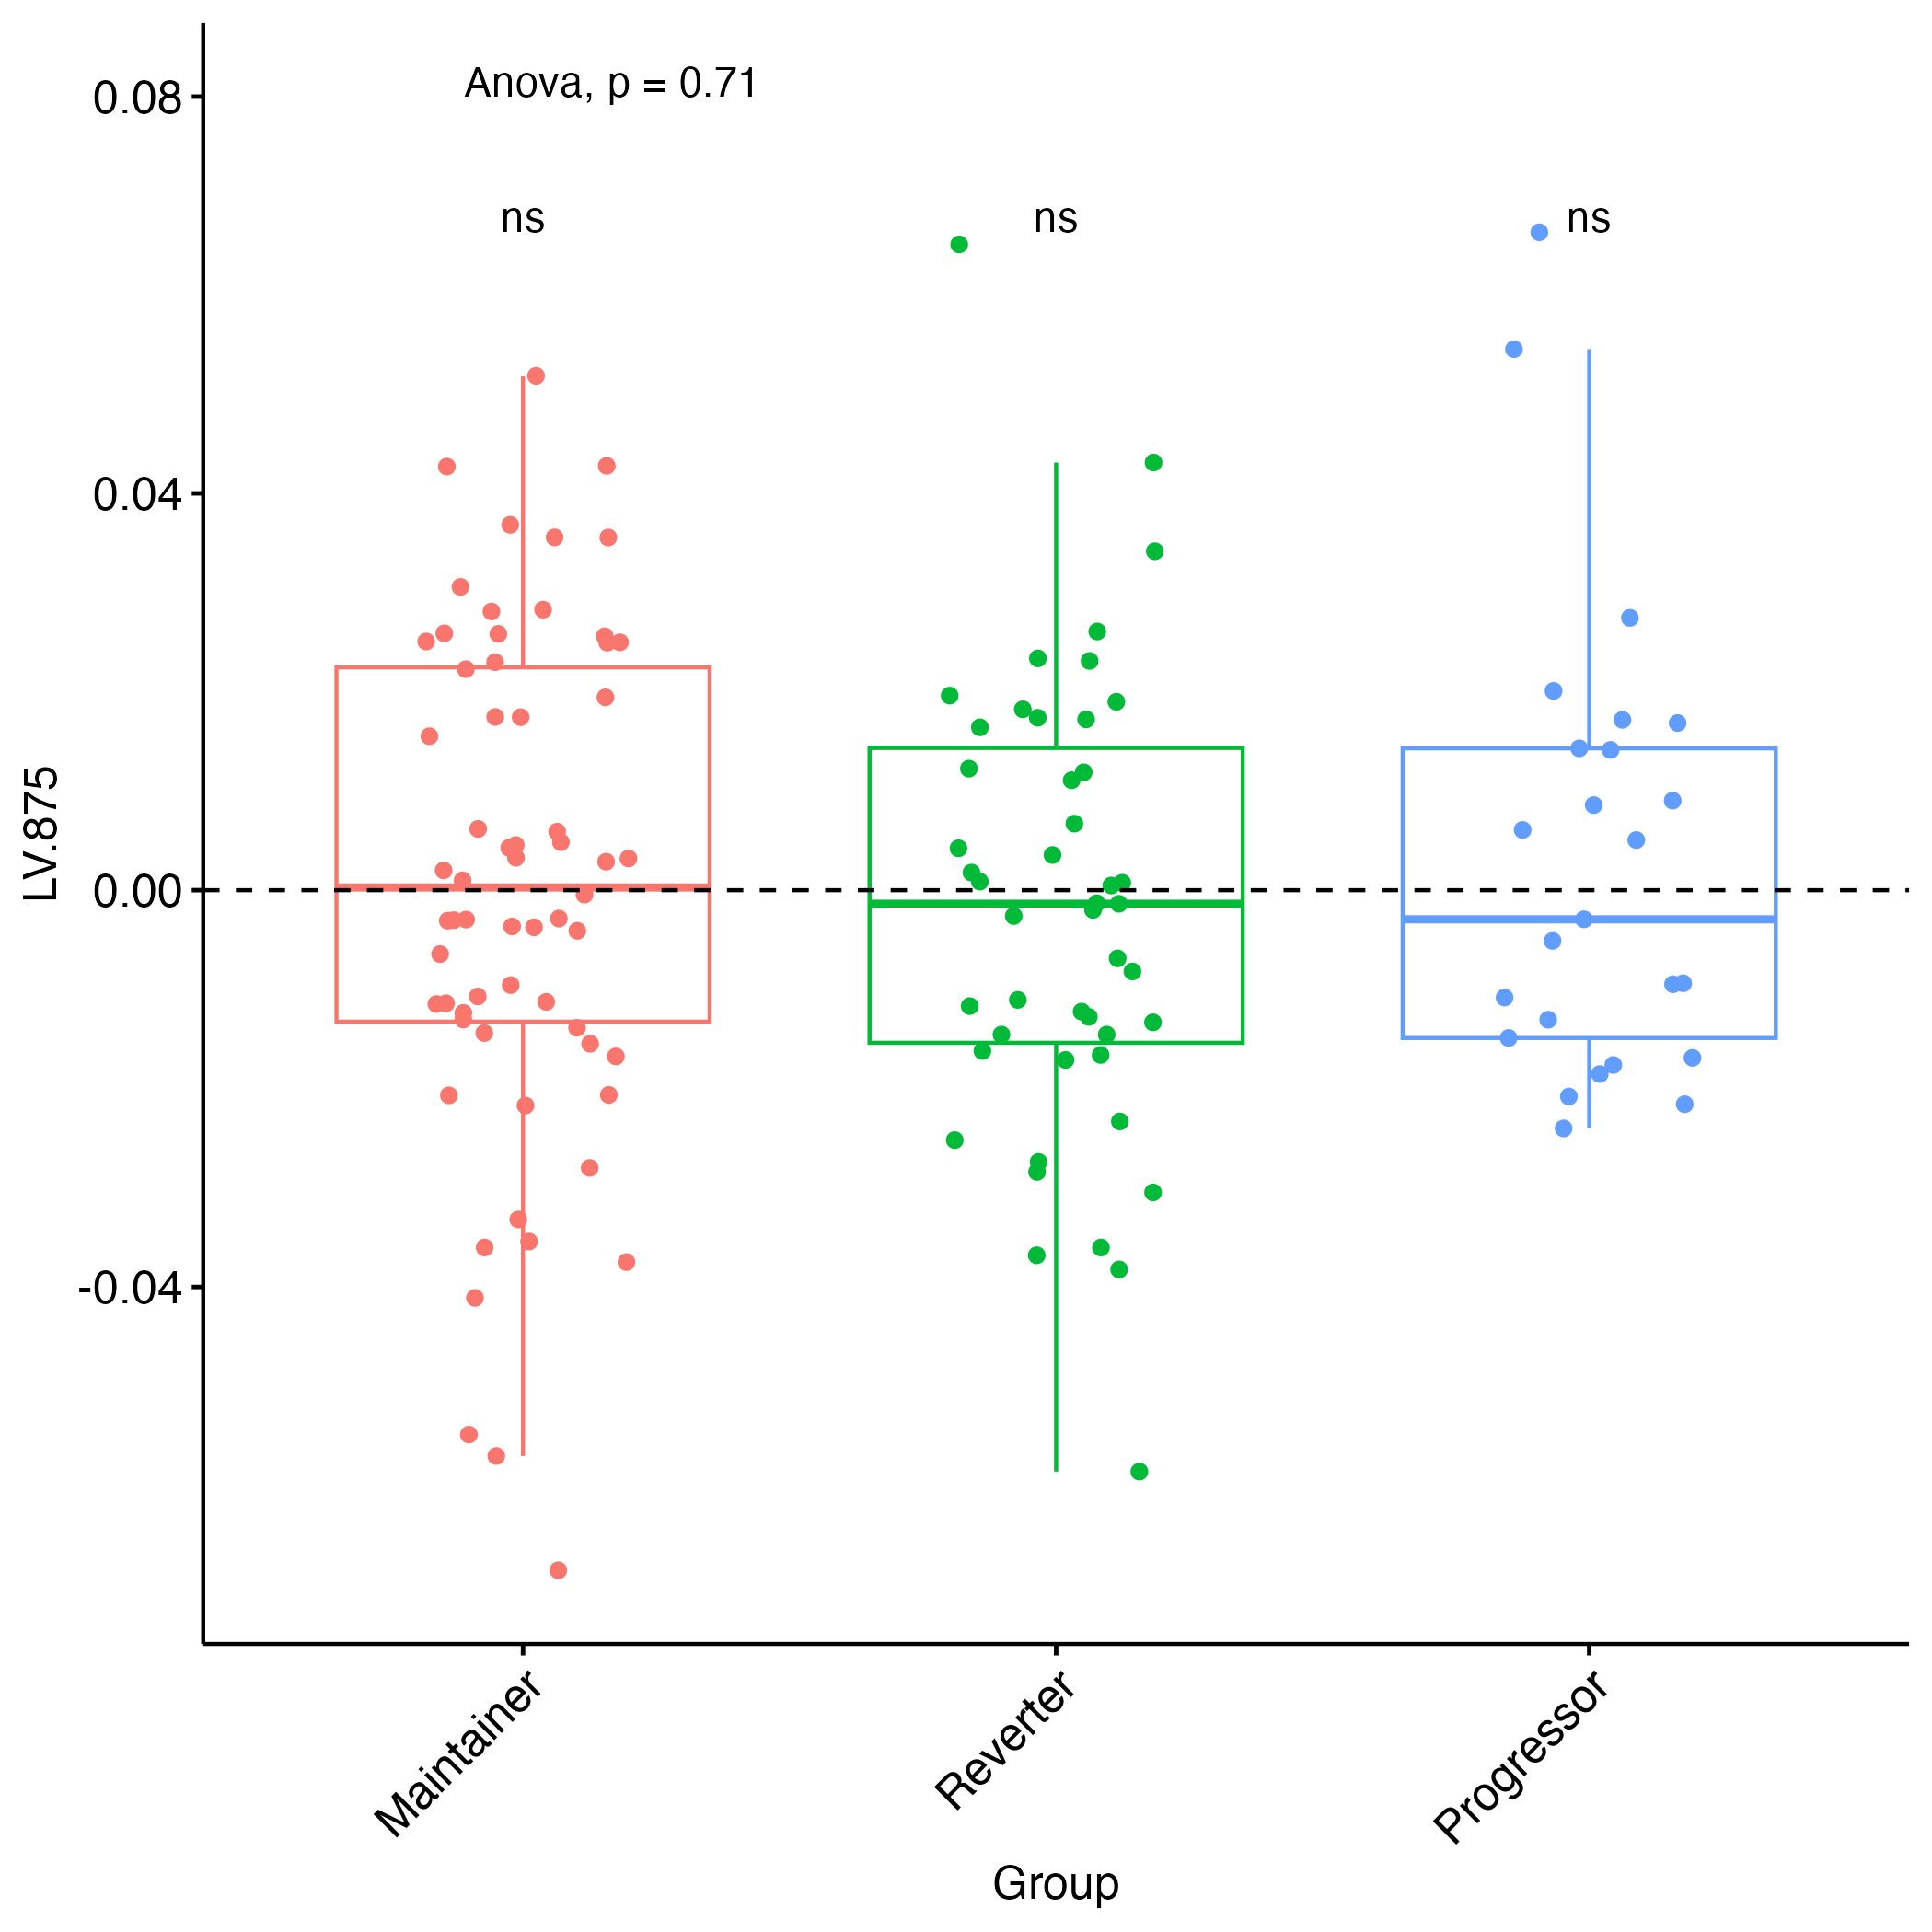 Anova, p = 0.71
ns ns ns
0.08
0.04
0.00
-0.04
LV.875
Maintainer
Reverter
Progressor
Group